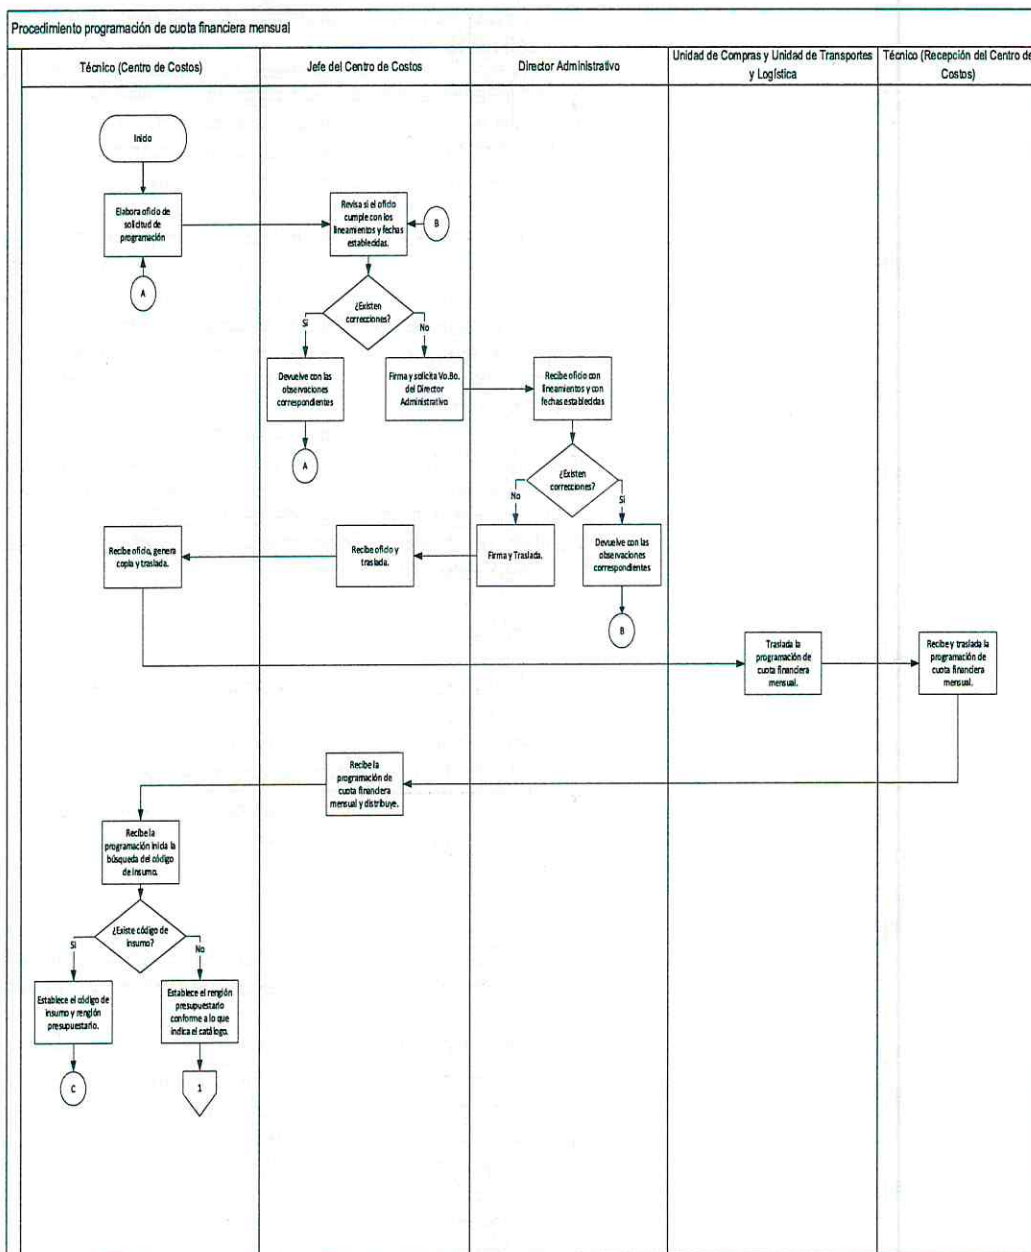 Procedimiento programación de cuota financiera mensual
Técnico (Centro de Costos)
Jefe del Centro de Costos
Director Administrativo
Unidad de Compras y Unidad de Transportes
y Logística
Técnico (Recepción del Centro de
Costos)
Inicio
Elabora oficio de
solicitud de
programación
A
Revisa si el oficio
cumple con los
lineamientos y fechas
establecidas.
B
¿Existen
correcciones?
Si
No
Devuelve con las
observaciones
correspondientes
A
Firma y solicita Vo.Bo.
del Director
Administrativo
Recibe oficio con
lineamientos y con
fechas establecidas
¿Existen
correcciones?
No
Si
Firma y Traslada.
Devuelve con las
observaciones
correspondientes
B
Recibe oficio y
traslada.
Recibe oficio, genera
copia y traslada.
Traslada la
programación de
cuota financiera
mensual.
Recibe y traslada la
programación de
cuota financiera
mensual.
Recibe la
programación de
cuota financiera
mensual y distribuye.
Recibe la
programación inicia la
búsqueda del código
de insumo.
¿Existe código de
insumo?
Si
No
Establece el código de
insumo y renglón
presupuestario.
C
Establece el renglón
presupuestario
conforme a lo que
indica el catálogo.
1